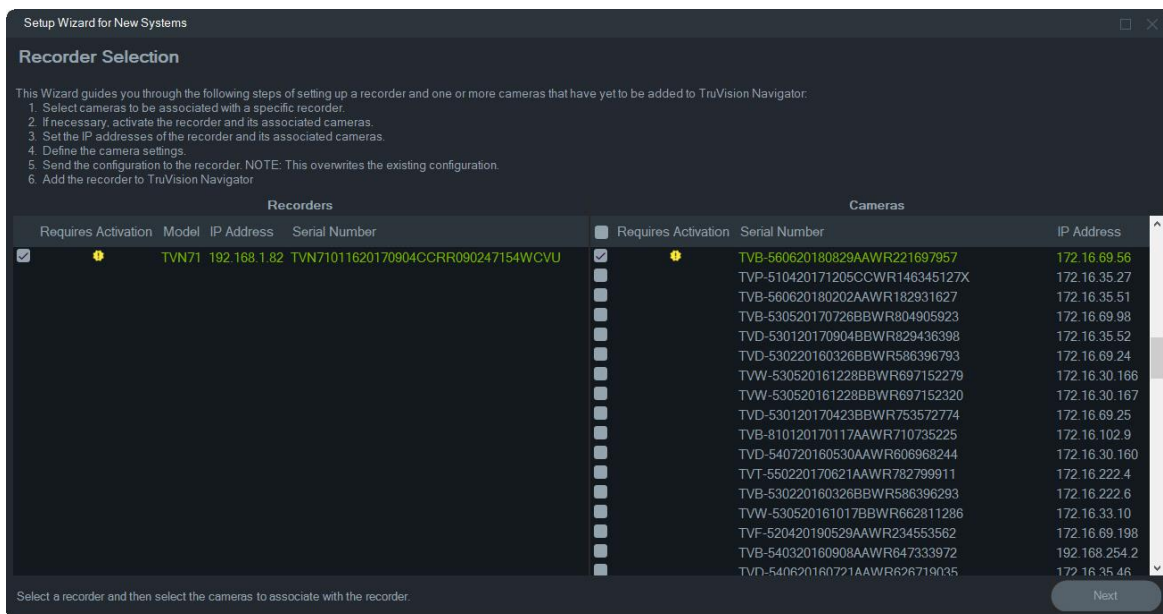 Setup Wizard for New Systems
Recorder Selection
This Wizard guides you through the following steps of setting up a recorder and one or more cameras that have yet to be added to TruVision Navigator:
1. Select cameras to be associated with a specific recorder.
2. If necessary, activate the recorder and its associated cameras.
3. Set the IP addresses of the recorder and its associated cameras.
4. Define the camera settings.
5. Send the configuration to the recorder. NOTE: This overwrites the existing configuration.
6. Add the recorder to TruVision Navigator
Recorders Cameras
Requires Activation Model IP Address Serial Number Requires Activation Serial Number IP Address
TVN71 192.168.1.82 TVN71011620170904CCRR090247154WCVU TVB-560620180829AAWR221697957 172.16.69.56
TVP-510420171205CCWR146345127X 172.16.35.27
TVB-560620180202AAWR182931627 172.16.35.51
TVB-530520170726BBWR804905923 172.16.69.98
TVD-530120170904BBWR829436398 172.16.35.52
TVD-530220160326BBWR586396793 172.16.69.24
TVW-530520161228BBWR697152279 172.16.30.166
TVW-530520161228BBWR697152320 172.16.30.167
TVD-530120170423BBWR753572774 172.16.69.25
TVB-810120170117AAWR710735225 172.16.102.9
TVD-540720160530AAWR606968244 172.16.30.160
TVT-550220170621AAWR782799911 172.16.222.4
TVB-530220160326BBWR586396293 172.16.222.6
TVW-530520161017BBWR662811286 172.16.33.10
TVF-520420190529AAWR234553562 172.16.69.198
TVB-540320160908AAWR647333972 192.168.254.2
TVD-540620160721AAWR626719035 172.16.35.46
Select a recorder and then select the cameras to associate with the recorder. Next